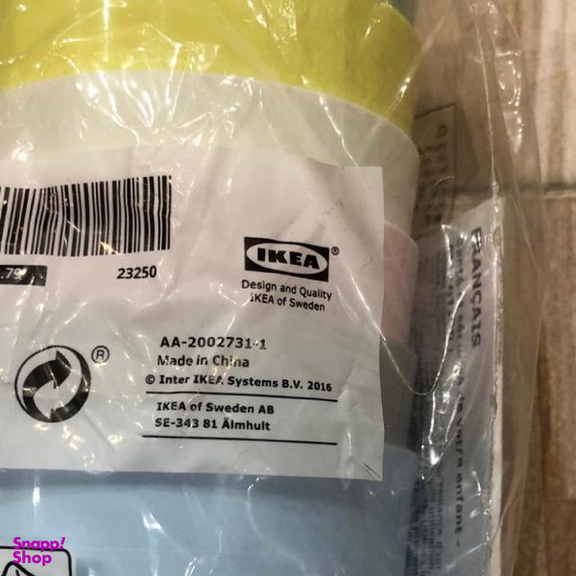 .79
23250
IKEA®
Design and Quality
IKEA of Sweden
AA-2002731-1
Made in China
© Inter IKEA Systems B.V. 2016
IKEA of Sweden AB
SE-343 81 Älmhult
®
FRANÇAIS
enfant -
Snapp!
Shop